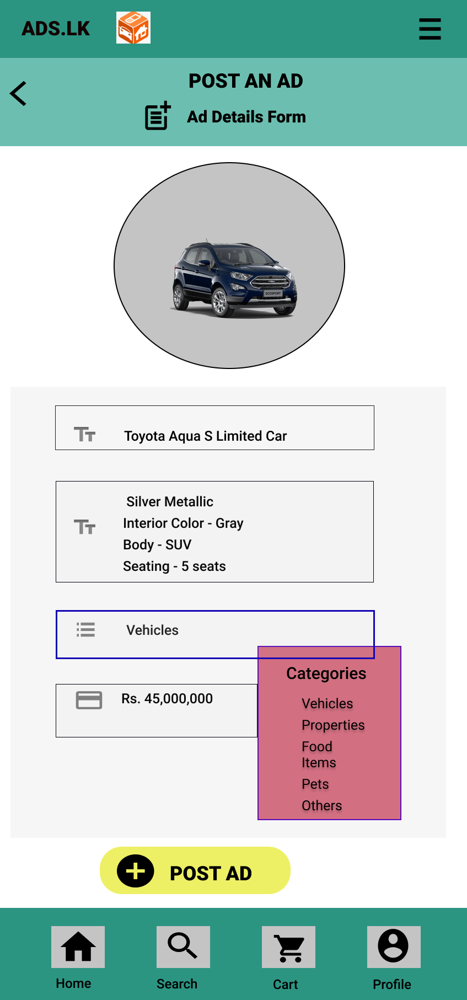 ADS.LK
POST AN AD
Ad Details Form
ECOSPORT
Toyota Aqua S Limited Car
Silver Metallic
Interior Color - Gray
Body - SUV
Seating - 5 seats
Vehicles
Rs. 45,000,000
Categories
Vehicles
Properties
Food
Items
Pets
Others
POST AD
Home
Search
Cart
Profile